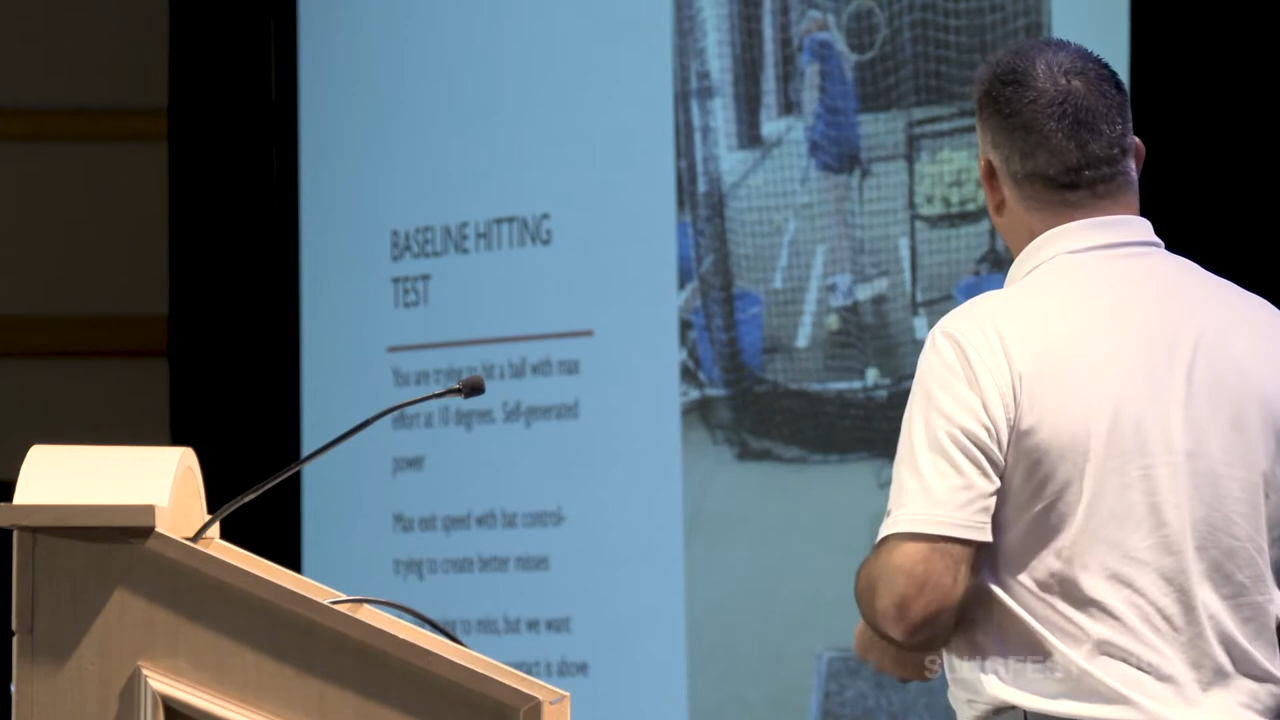 BASELINE HITTING
TEST
You are trying to hit a ball with max
effort at 10 degrees. Self-generated
power
Max exit speed with bat control-
trying to create better misses
to miss, but we want
contact is above
SLUGFEST